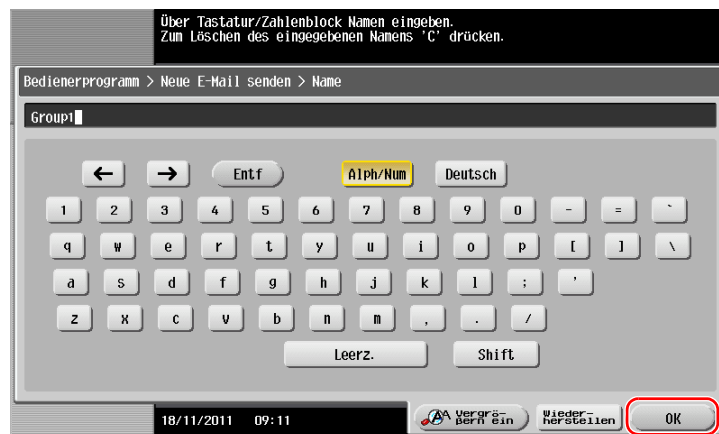 Über Tastatur/Zahlenblock Namen eingeben.
Zum Löschen des eingegebenen Namens 'C' drücken.
Bedienerprogramm > Neue E-Mail senden > Name
Group1
← → Entf Alph/Num Deutsch
1 2 3 4 5 6 7 8 9 0 - = `
q w e r t y u i o p [ ] \
a s d f g h j k l ; '
z x c v b n m , . /
Leerz. Shift
18/11/2011 09:11
Vergrö-
ßern ein
Wieder-
herstellen
OK